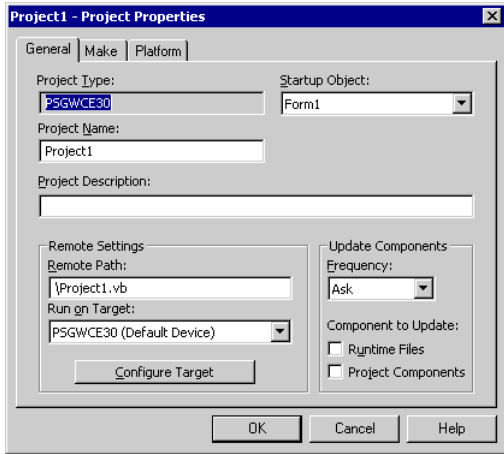 Project1 - Project Properties
General Make Platform
Project Type:
PSGWCE30
Startup Object:
Form1
Project Name:
Project1
Project Description:
Remote Settings
Remote Path:
\Project1.vb
Run on Target:
PSGWCE30 (Default Device)
Configure Target
Update Components
Frequency:
Ask
Component to Update:
Runtime Files
Project Components
OK Cancel Help